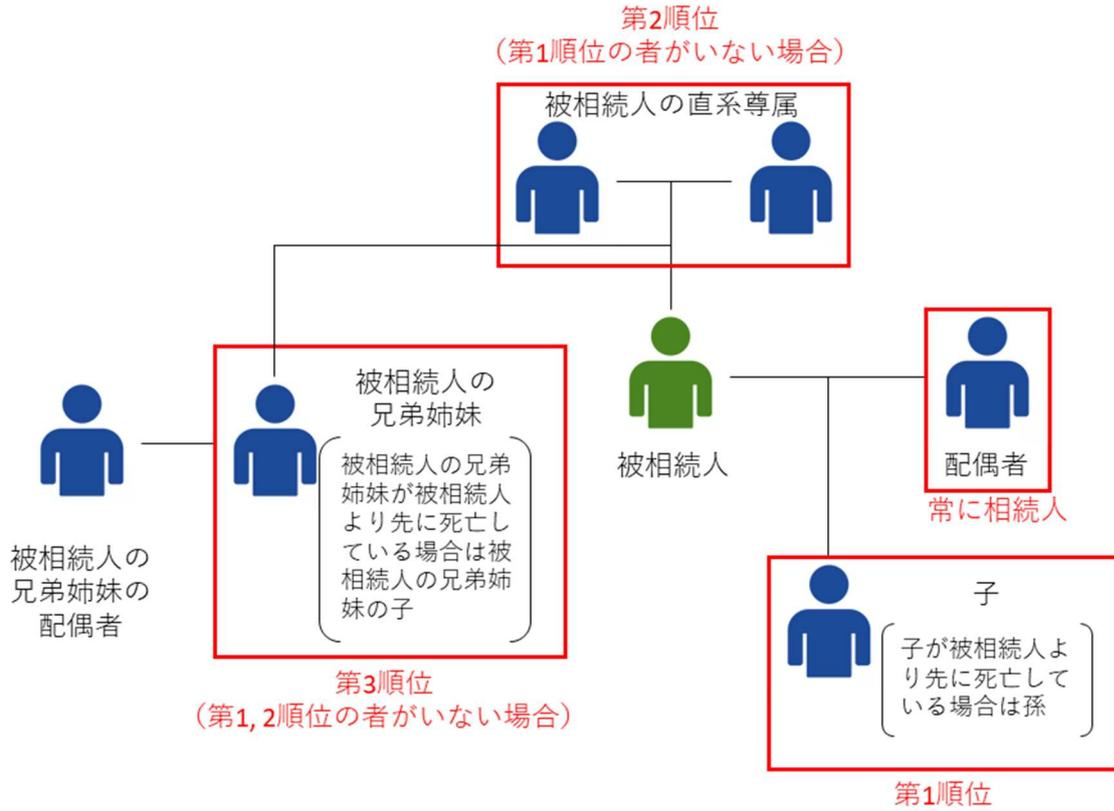 第2順位
（第1順位の者がいない場合）
被相続人の直系尊属
被相続人の
兄弟姉妹
被相続人の兄弟
姉妹が被相続人
より先に死亡し
ている場合は被
相続人の兄弟姉
妹の子
被相続人
配偶者
常に相続人
被相続人の
兄弟姉妹の
配偶者
第3順位
（第1, 2順位の者がいない場合）
子
子が被相続人よ
り先に死亡して
いる場合は孫
第1順位